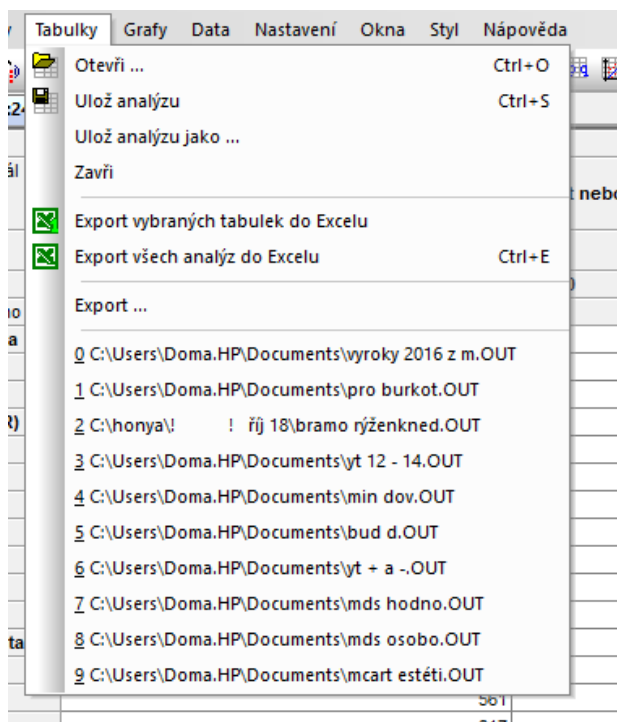 Tabulky Grafy Data Nastavení Okna Styl Nápověda
Otevři ... Ctrl+O
Ulož analýzu Ctrl+S
:24
Ulož analýzu jako ...
ál
Zavři
t nebo
Export vybraných tabulek do Excelu
Export všech analýz do Excelu Ctrl+E
Export ...
no
a
0 C:\Users\Doma.HP\Documents\vyroky 2016 z m.OUT
1 C:\Users\Doma.HP\Documents\pro burkot.OUT
R)
2 C:\honya\! ! říj 18\bramo rýženkned.OUT
3 C:\Users\Doma.HP\Documents\yt 12 - 14.OUT
4 C:\Users\Doma.HP\Documents\min dov.OUT
5 C:\Users\Doma.HP\Documents\bud d.OUT
6 C:\Users\Doma.HP\Documents\yt + a -.OUT
7 C:\Users\Doma.HP\Documents\mds hodno.OUT
ta
8 C:\Users\Doma.HP\Documents\mds osobo.OUT
9 C:\Users\Doma.HP\Documents\mcart estéti.OUT
561